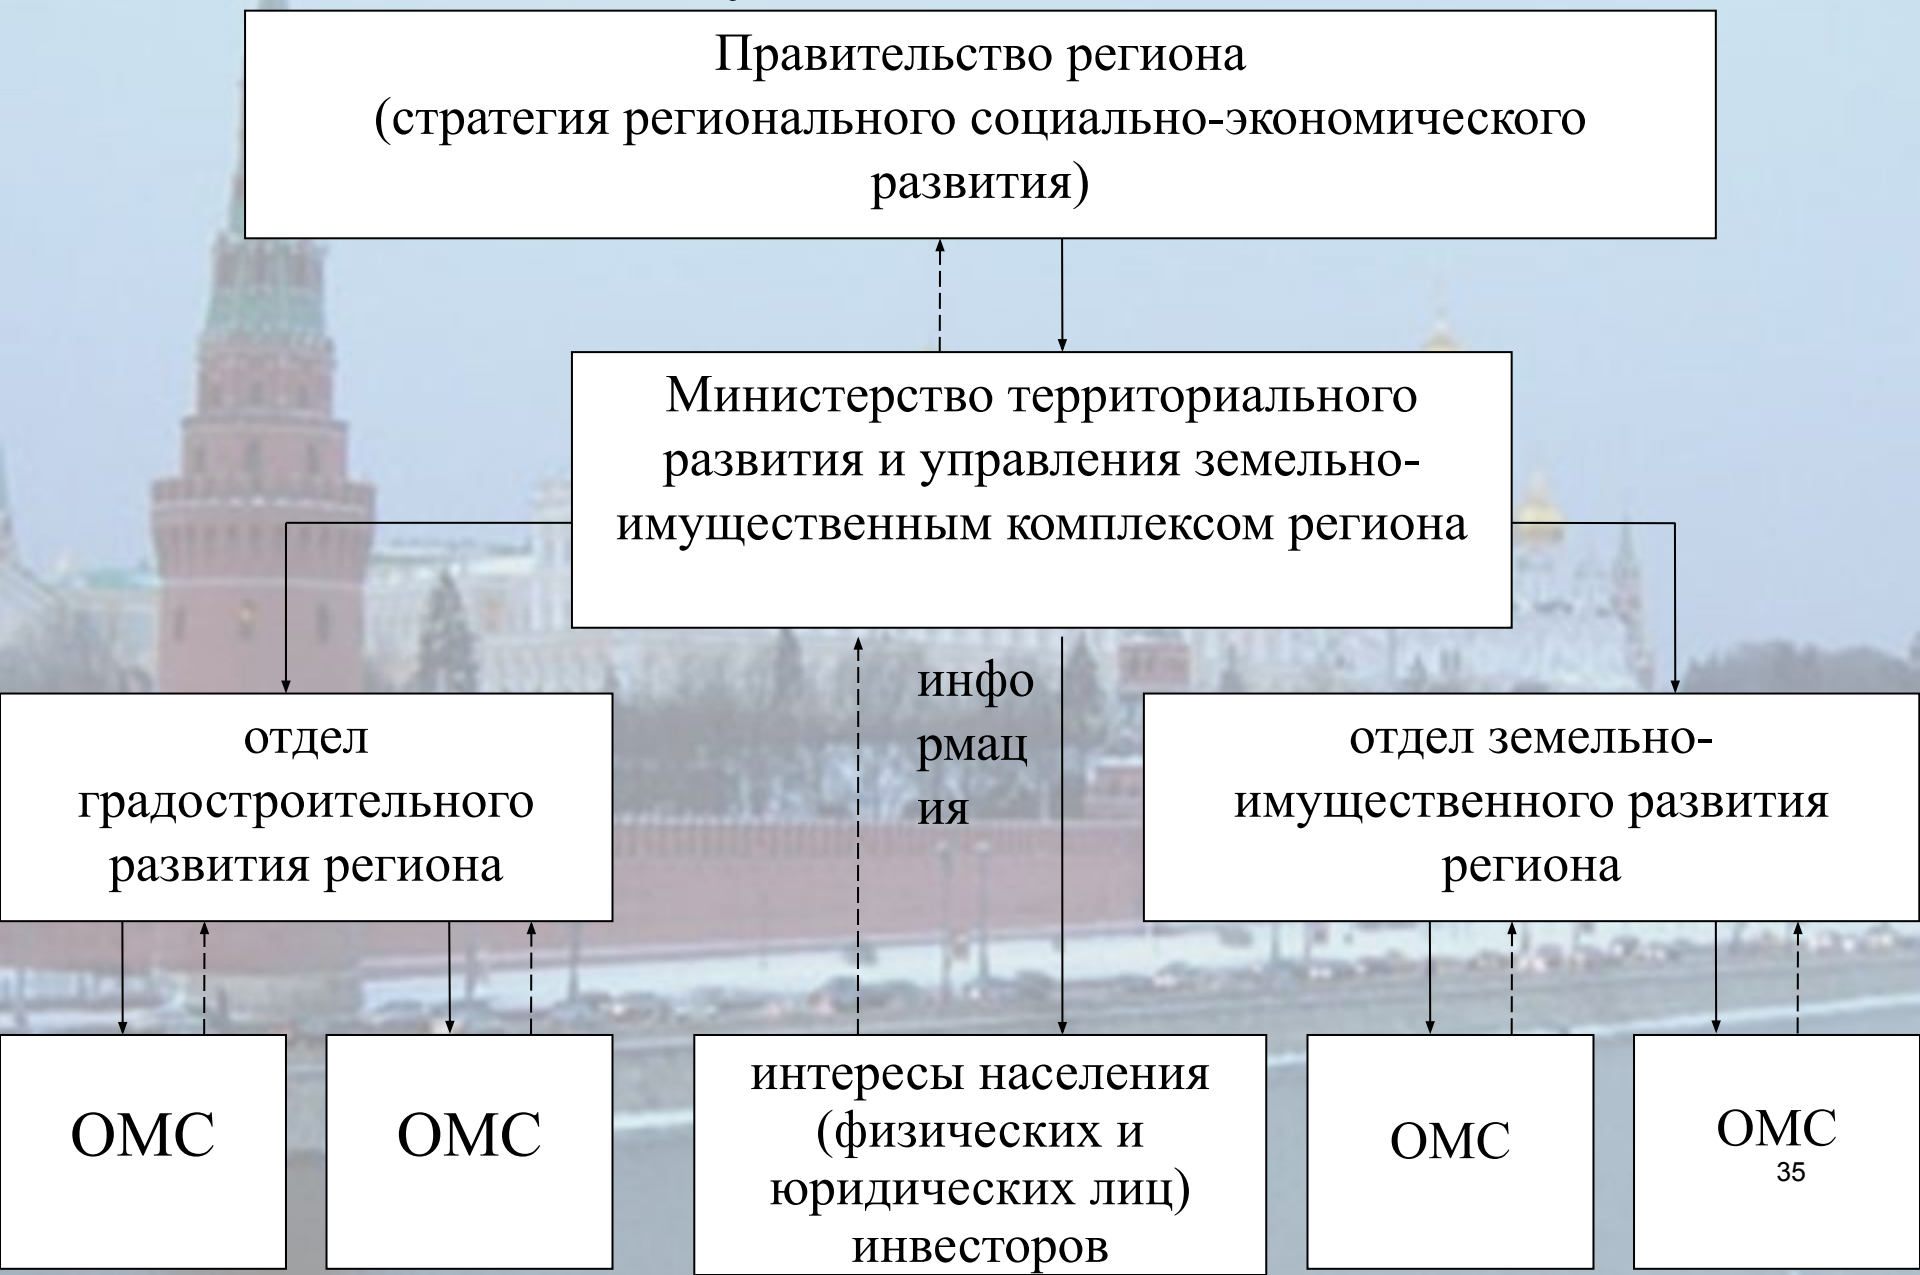 Правительство региона
(стратегия регионального социально-экономического
развития)
Министерство территориального
развития и управления земельно-
имущественным комплексом региона
инфо
рмац
ия
отдел
градостроительного
развития региона
отдел земельно-
имущественного развития
региона
ОМС
ОМС
интересы населения
(физических и
юридических лиц)
инвесторов
ОМС
ОМС
35